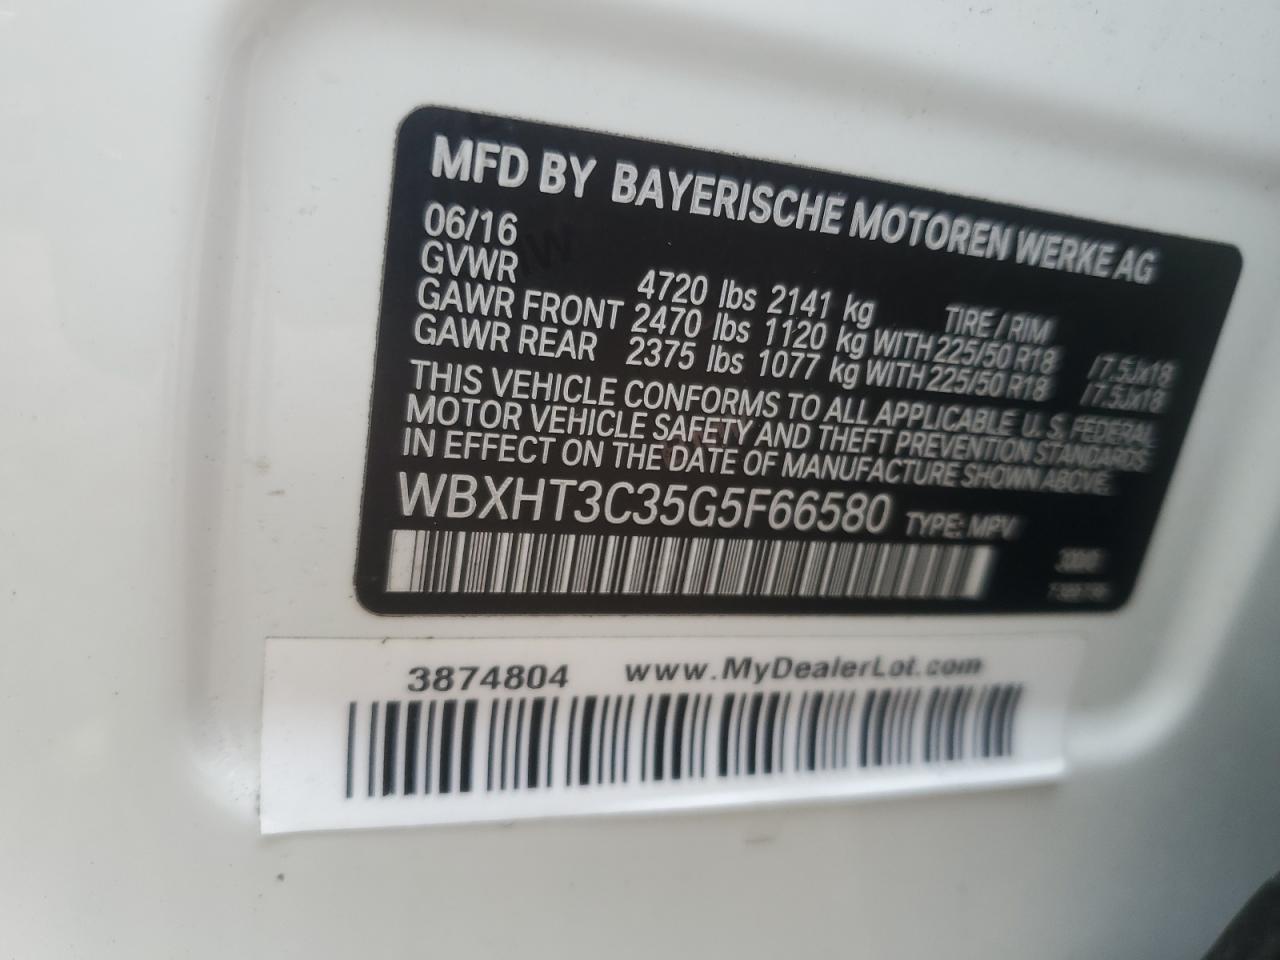 MFD BY BAYERISCHE MOTOREN WERKE AG
06/16
GVWR 4720 lbs 2141 kg TIRE / RIM
GAWR FRONT 2470 lbs 1120 kg WITH 225/50 R18 /7.5Jx18
GAWR REAR 2375 lbs 1077 kg WITH 225/50 R18 /7.5Jx18
THIS VEHICLE CONFORMS TO ALL APPLICABLE U.S. FEDERAL
MOTOR VEHICLE SAFETY AND THEFT PREVENTION STANDARDS
IN EFFECT ON THE DATE OF MANUFACTURE SHOWN ABOVE.
WBXHT3C35G5F66580 TYPE: MPV
3874804 www.MyDealerLot.com